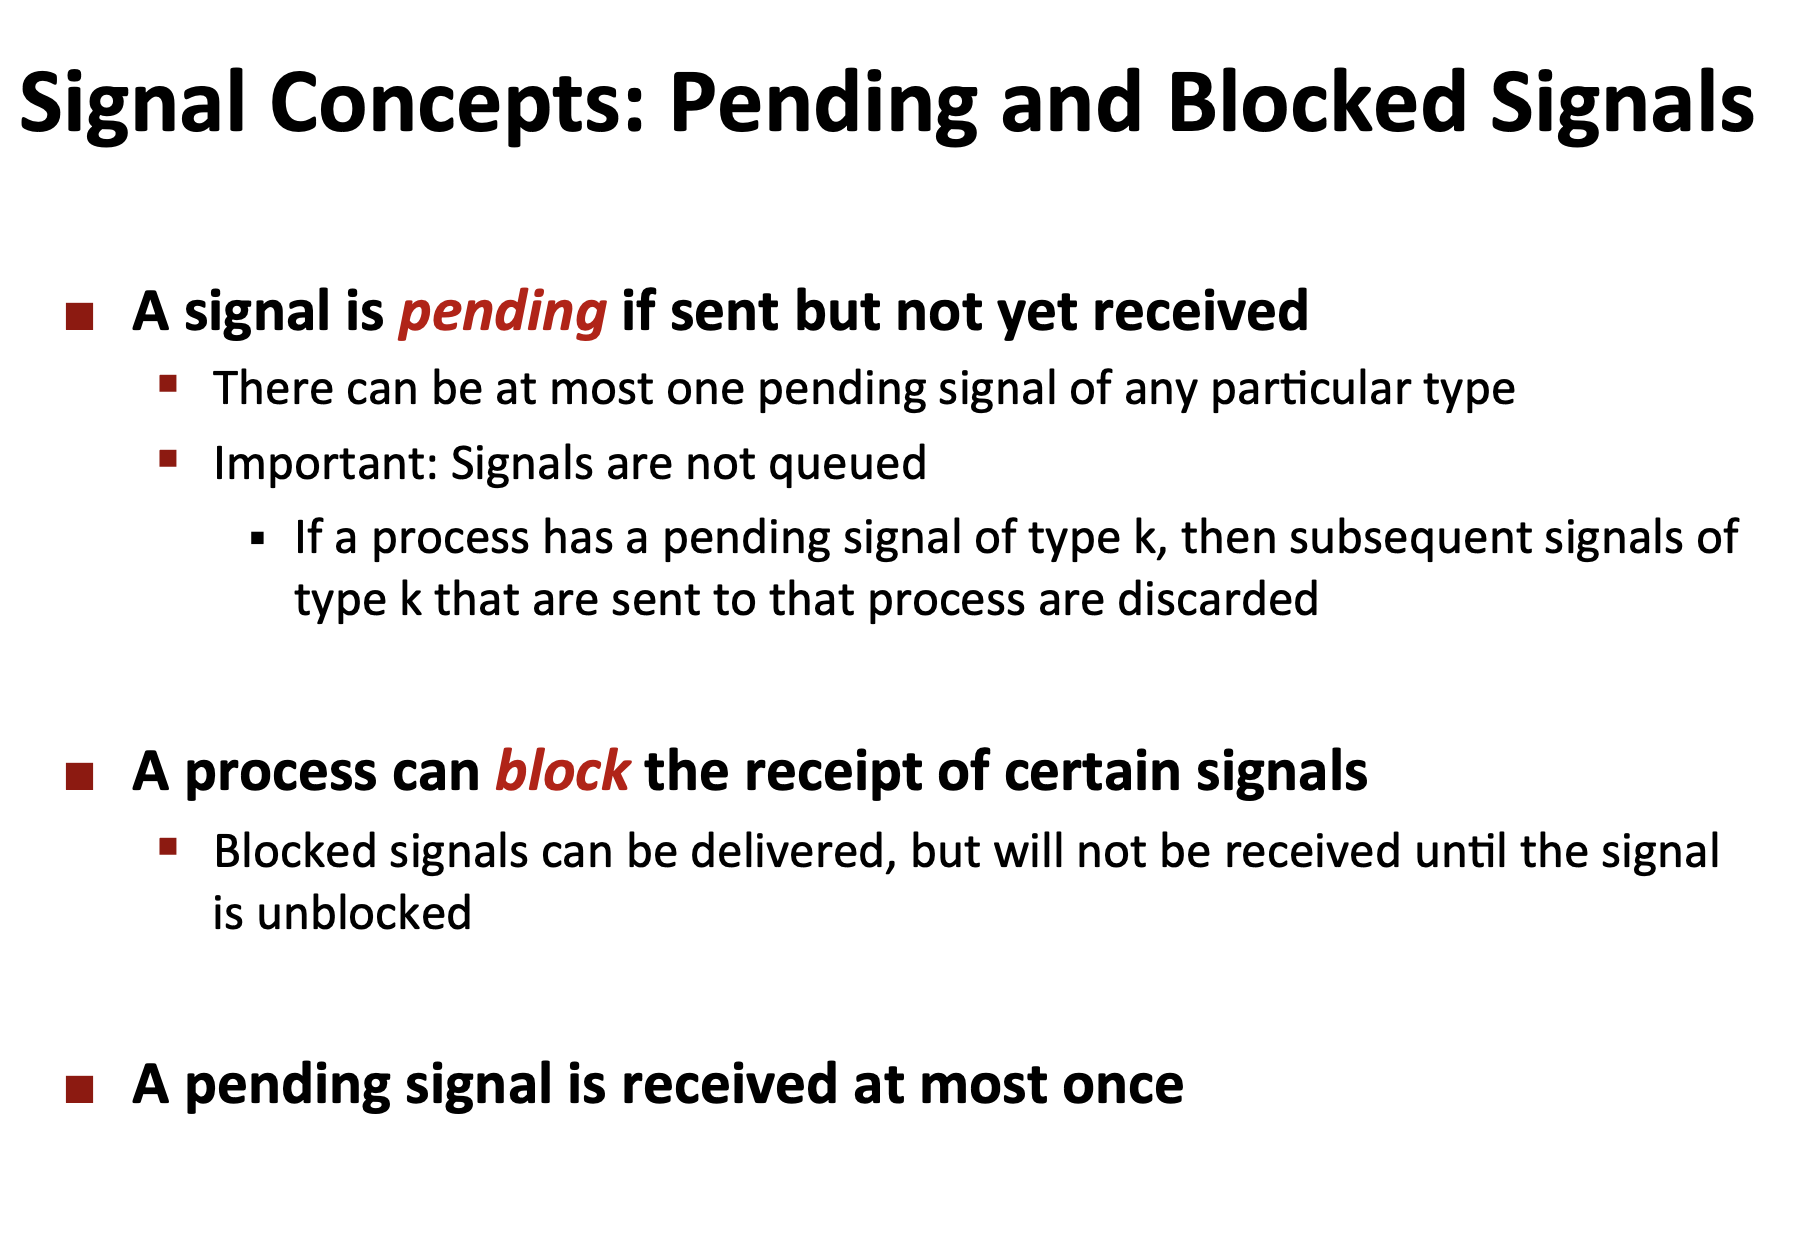 Signal Concepts: Pending and Blocked Signals
A signal is pending if sent but not yet received
There can be at most one pending signal of any particular type
Important: Signals are not queued
If a process has a pending signal of type k, then subsequent signals of
type k that are sent to that process are discarded
A process can block the receipt of certain signals
Blocked signals can be delivered, but will not be received until the signal
is unblocked
A pending signal is received at most once